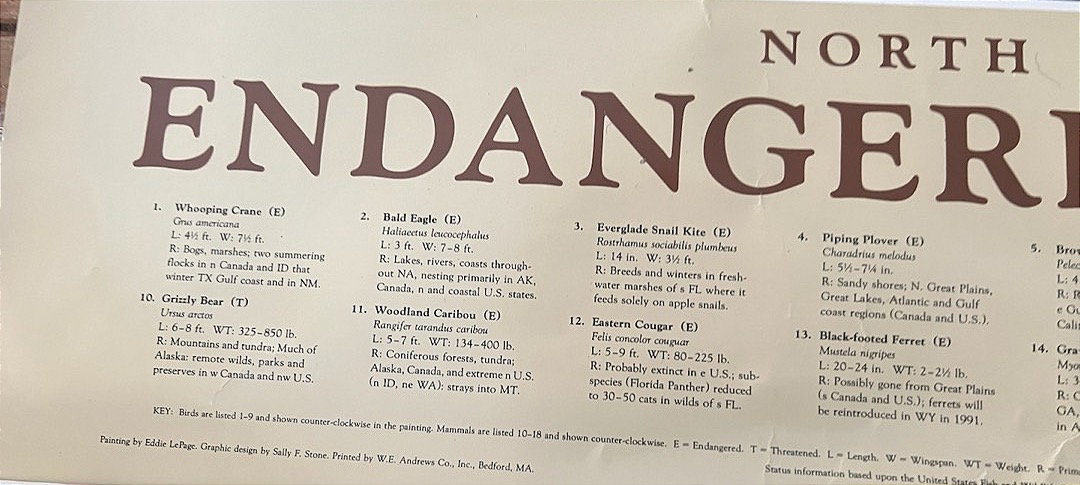 NORTH
ENDANGER
1. Whooping Crane (E)
Grus americana
L: 4½ ft. W: 7½ ft.
R: Bogs, marshes; two summering
flocks in n Canada and ID that
winter TX Gulf coast and in NM.
2. Bald Eagle (E)
Haliaeetus leucocephalus
L: 3 ft. W: 7-8 ft.
R: Lakes, rivers, coasts through-
out NA, nesting primarily in AK,
Canada, n and coastal U.S. states.
3. Everglade Snail Kite (E)
Rostrhamus sociabilis plumbeus
L: 14 in. W: 3½ ft.
R: Breeds and winters in fresh-
water marshes of s FL where it
feeds solely on apple snails.
4. Piping Plover (E)
Charadrius melodus
L: 5½-7¼ in.
R: Sandy shores; N. Great Plains,
Great Lakes, Atlantic and Gulf
coast regions (Canada and U.S.).
5. Brow
Pelec
L: 4
R: R
e Gu
Cali
10. Grizzly Bear (T)
Ursus arctos
L: 6-8 ft. WT: 325-850 lb.
R: Mountains and tundra; Much of
Alaska: remote wilds, parks and
preserves in w Canada and nw U.S.
11. Woodland Caribou (E)
Rangifer tarandus caribou
L: 5-7 ft. WT: 134-400 lb.
R: Coniferous forests, tundra;
Alaska, Canada, and extreme n U.S.
(n ID, ne WA): strays into MT.
12. Eastern Cougar (E)
Felis concolor couguar
L: 5-9 ft. WT: 80-225 lb.
R: Probably extinct in e U.S.; sub-
species (Florida Panther) reduced
to 30-50 cats in wilds of s FL.
13. Black-footed Ferret (E)
Mustela nigripes
L: 20-24 in. WT: 2-2½ lb.
R: Possibly gone from Great Plains
(s Canada and U.S.); ferrets will
be reintroduced in WY in 1991.
14. Gra
Myo
L: 3
R: C
GA,
in A
KEY: Birds are listed 1-9 and shown counter-clockwise in the painting. Mammals are listed 10-18 and shown counter-clockwise. E = Endangered. T = Threatened. L = Length. W = Wingspan. WT = Weight. R = Prim
Painting by Eddie LePage. Graphic design by Sally F. Stone. Printed by W.E. Andrews Co., Inc., Bedford, MA.
Status information based upon the United States Fish and